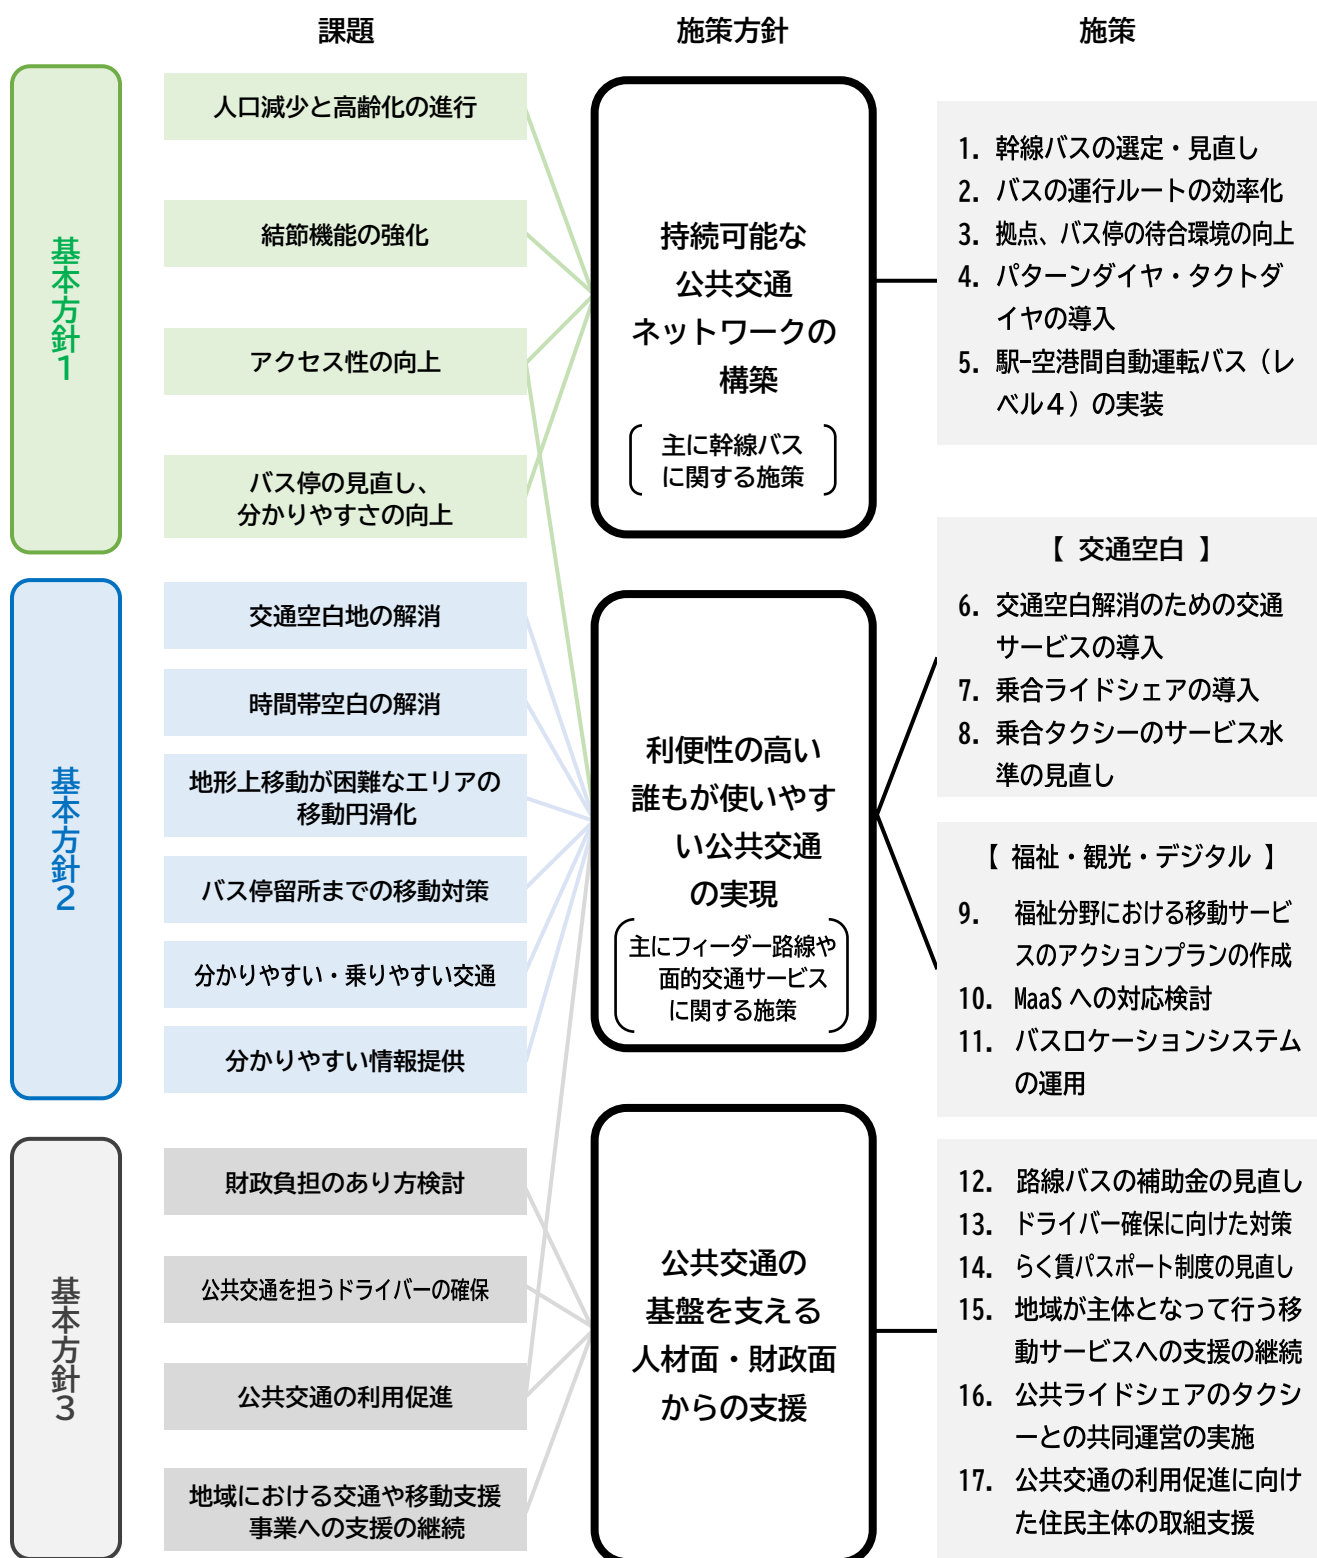 課題
施策方針
施策
基本方針1
人口減少と高齢化の進行
結節機能の強化
アクセス性の向上
バス停の見直し、
分かりやすさの向上
持続可能な
公共交通
ネットワークの
構築
主に幹線バス
に関する施策
1. 幹線バスの選定・見直し
2. バスの運行ルートの効率化
3. 拠点、バス停の待合環境の向上
4. パターンダイヤ・タクトダ
イヤの導入
5. 駅-空港間自動運転バス（レ
ベル４）の実装
基本方針2
交通空白地の解消
時間帯空白の解消
地形上移動が困難なエリアの
移動円滑化
バス停留所までの移動対策
分かりやすい・乗りやすい交通
分かりやすい情報提供
利便性の高い
誰もが使いやす
い公共交通
の実現
主にフィーダー路線や
面的交通サービス
に関する施策
【 交通空白 】
6. 交通空白解消のための交通
サービスの導入
7. 乗合ライドシェアの導入
8. 乗合タクシーのサービス水
準の見直し
【 福祉・観光・デジタル 】
9. 福祉分野における移動サービ
スのアクションプランの作成
10. MaaS への対応検討
11. バスロケーションシステム
の運用
基本方針3
財政負担のあり方検討
公共交通を担うドライバーの確保
公共交通の利用促進
地域における交通や移動支援
事業への支援の継続
公共交通の
基盤を支える
人材面・財政面
からの支援
12. 路線バスの補助金の見直し
13. ドライバー確保に向けた対策
14. らく賃パスポート制度の見直し
15. 地域が主体となって行う移
動サービスへの支援の継続
16. 公共ライドシェアのタクシ
ーとの共同運営の実施
17. 公共交通の利用促進に向け
た住民主体の取組支援